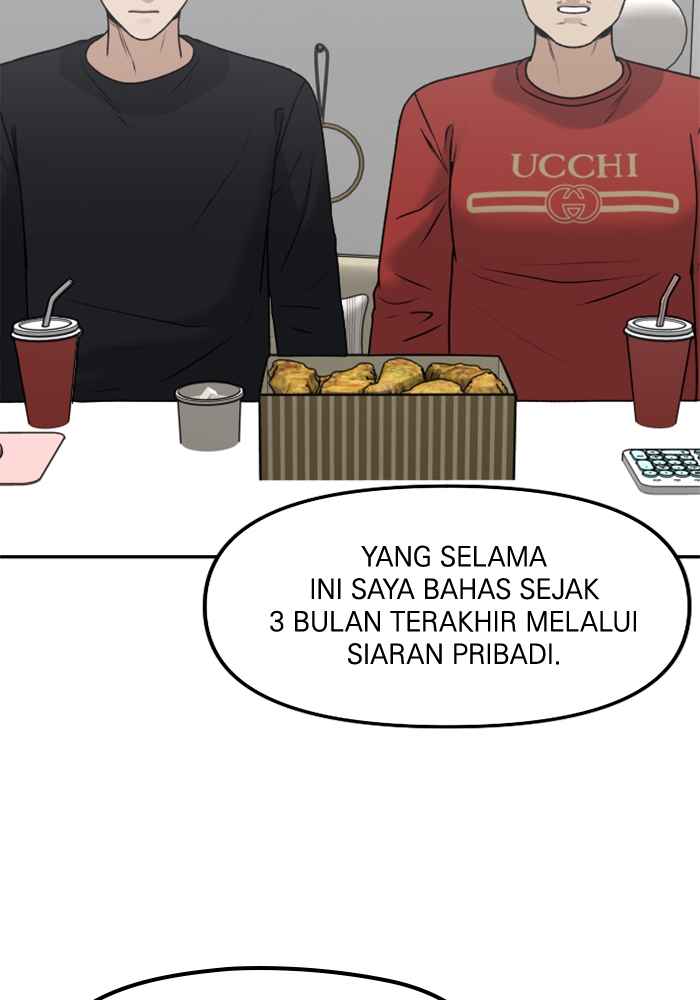 UCCHI
YANG SELAMA
INI SAYA BAHAS SEJAK
3 BULAN TERAKHIR MELALUI
SIARAN PRIBADI.